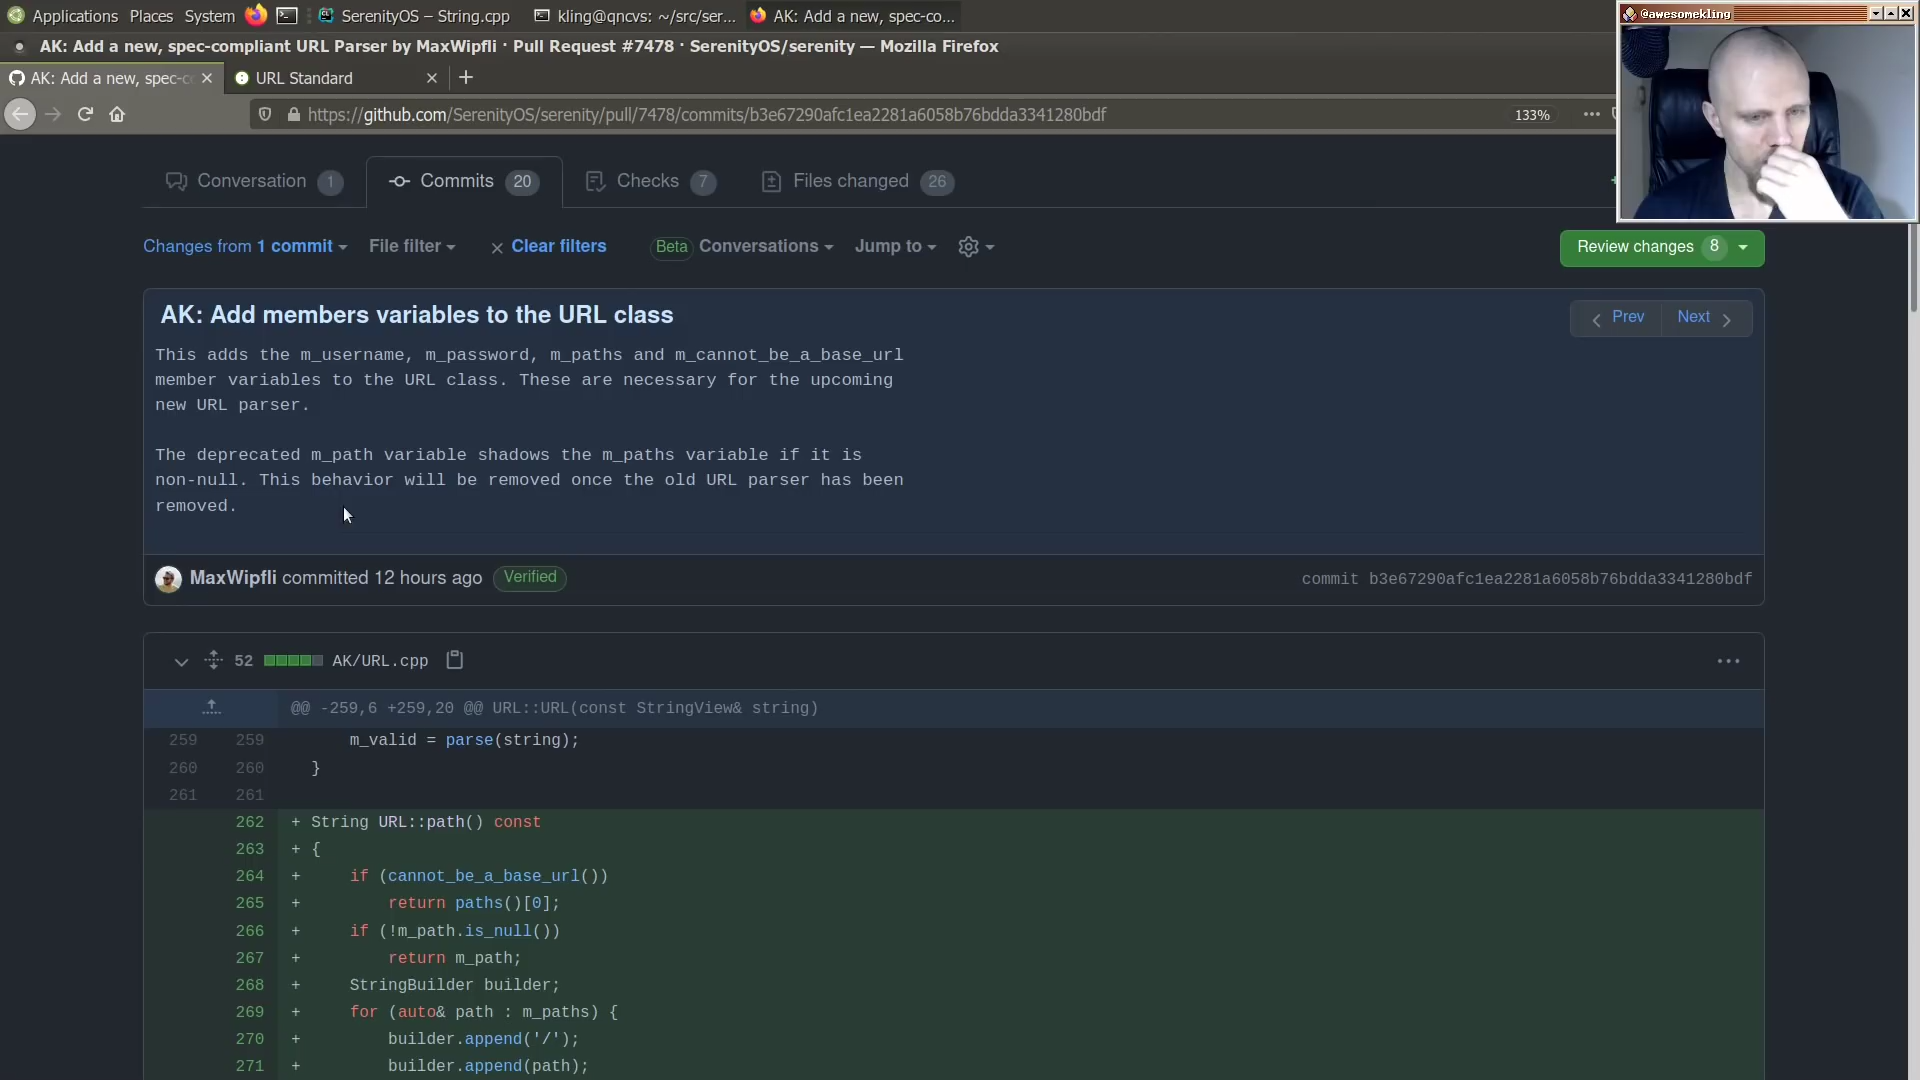 Applications Places System SerenityOS – String.cpp kling@qncvs: ~/src/ser... AK: Add a new, spec-co...
@awesomekling
AK: Add a new, spec-compliant URL Parser by MaxWipfli · Pull Request #7478 · SerenityOS/serenity — Mozilla Firefox
AK: Add a new, spec-co URL Standard
https://github.com/SerenityOS/serenity/pull/7478/commits/b3e67290afc1ea2281a6058b76bdda3341280bdf 133%
Conversation 1 Commits 20 Checks 7 Files changed 26
Changes from 1 commit File filter Clear filters Beta Conversations Jump to Review changes 8
AK: Add members variables to the URL class Prev Next
This adds the m_username, m_password, m_paths and m_cannot_be_a_base_url
member variables to the URL class. These are necessary for the upcoming
new URL parser.
The deprecated m_path variable shadows the m_paths variable if it is
non-null. This behavior will be removed once the old URL parser has been
removed.
MaxWipfli committed 12 hours ago Verified commit b3e67290afc1ea2281a6058b76bdda3341280bdf
52 AK/URL.cpp
@@ -259,6 +259,20 @@ URL::URL(const StringView& string)
259 259 m_valid = parse(string);
260 260 }
261 261
262 + String URL::path() const
263 + {
264 + if (cannot_be_a_base_url())
265 + return paths()[0];
266 + if (!m_path.is_null())
267 + return m_path;
268 + StringBuilder builder;
269 + for (auto& path : m_paths) {
270 + builder.append('/');
271 + builder.append(path);